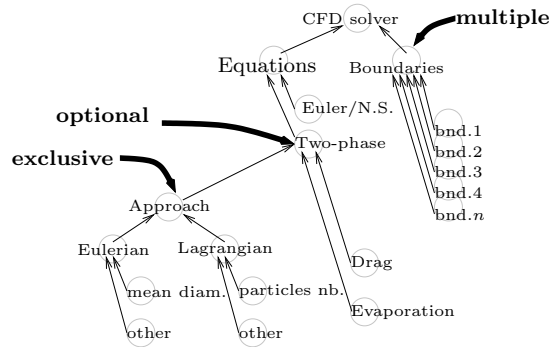 CFD solver
multiple
Equations
Boundaries
Euler/N.S.
optional
bnd.1
Two-phase
bnd.2
exclusive
bnd.3
bnd.4
Approach
bnd.n
Eulerian
Lagrangian
Drag
mean diam.
particles nb.
Evaporation
other
other